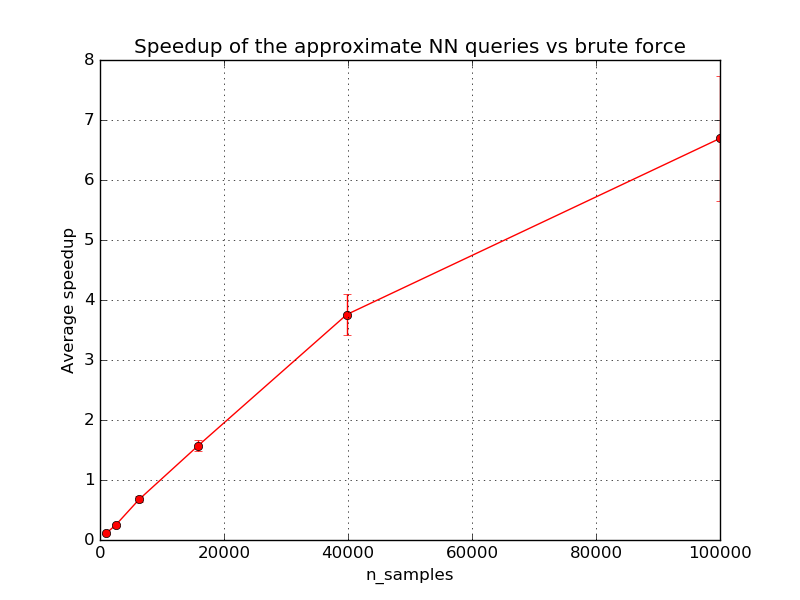 Speedup of the approximate NN queries vs brute force
8
7
6
5
4
3
2
1
0
Average speedup
0 20000 40000 60000 80000 100000
n_samples